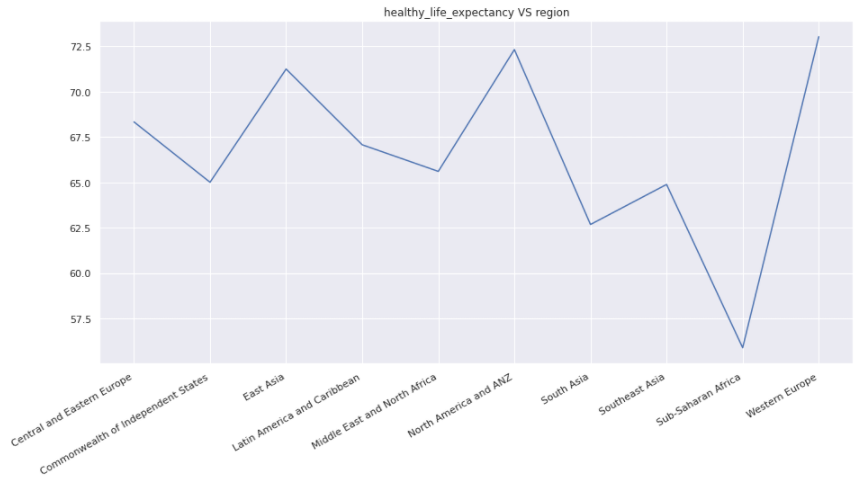 healthy_life_expectancy VS region
72.5
70.0
67.5
65.0
62.5
60.0
57.5
Central and Eastern Europe
Commonwealth of Independent States
East Asia
Latin America and Caribbean
Middle East and North Africa
North America and ANZ
South Asia
Southeast Asia
Sub-Saharan Africa
Western Europe